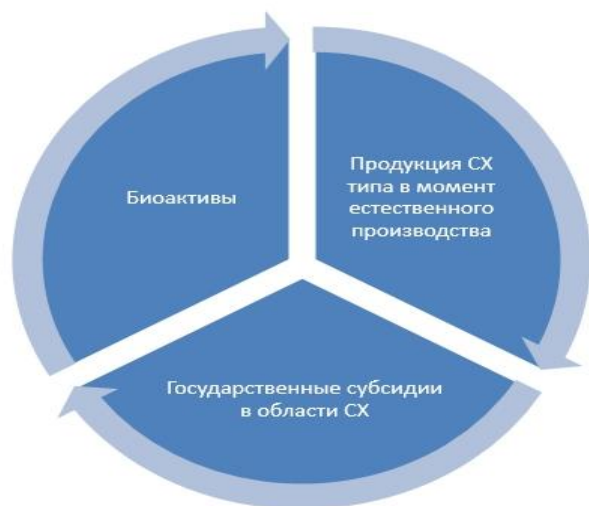 Биоактивы
Продукция СХ
типа в момент
естественного
производства
Государственные субсидии
в области СХ